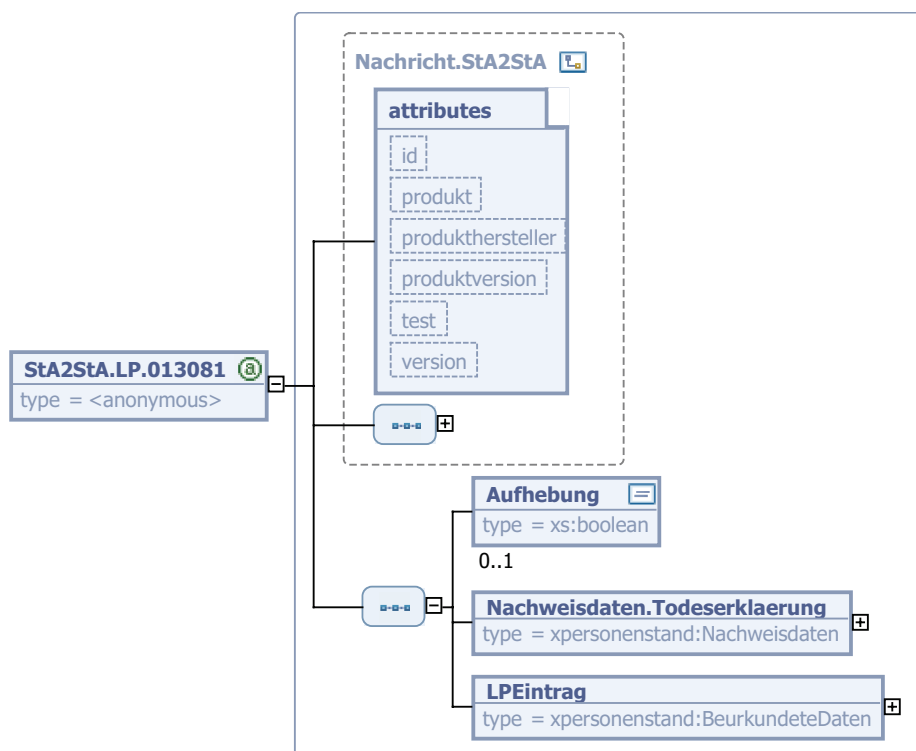 Nachricht.StA2StA
attributes
id
produkt
produkthersteller
produktversion
test
version
StA2StA.LP.013081
type = <anonymous>
Aufhebung
type = xs:boolean
0..1
Nachweisdaten.Todeserklaerung
type = xpersonenstand:Nachweisdaten
LPEintrag
type = xpersonenstand:BeurkundeteDaten